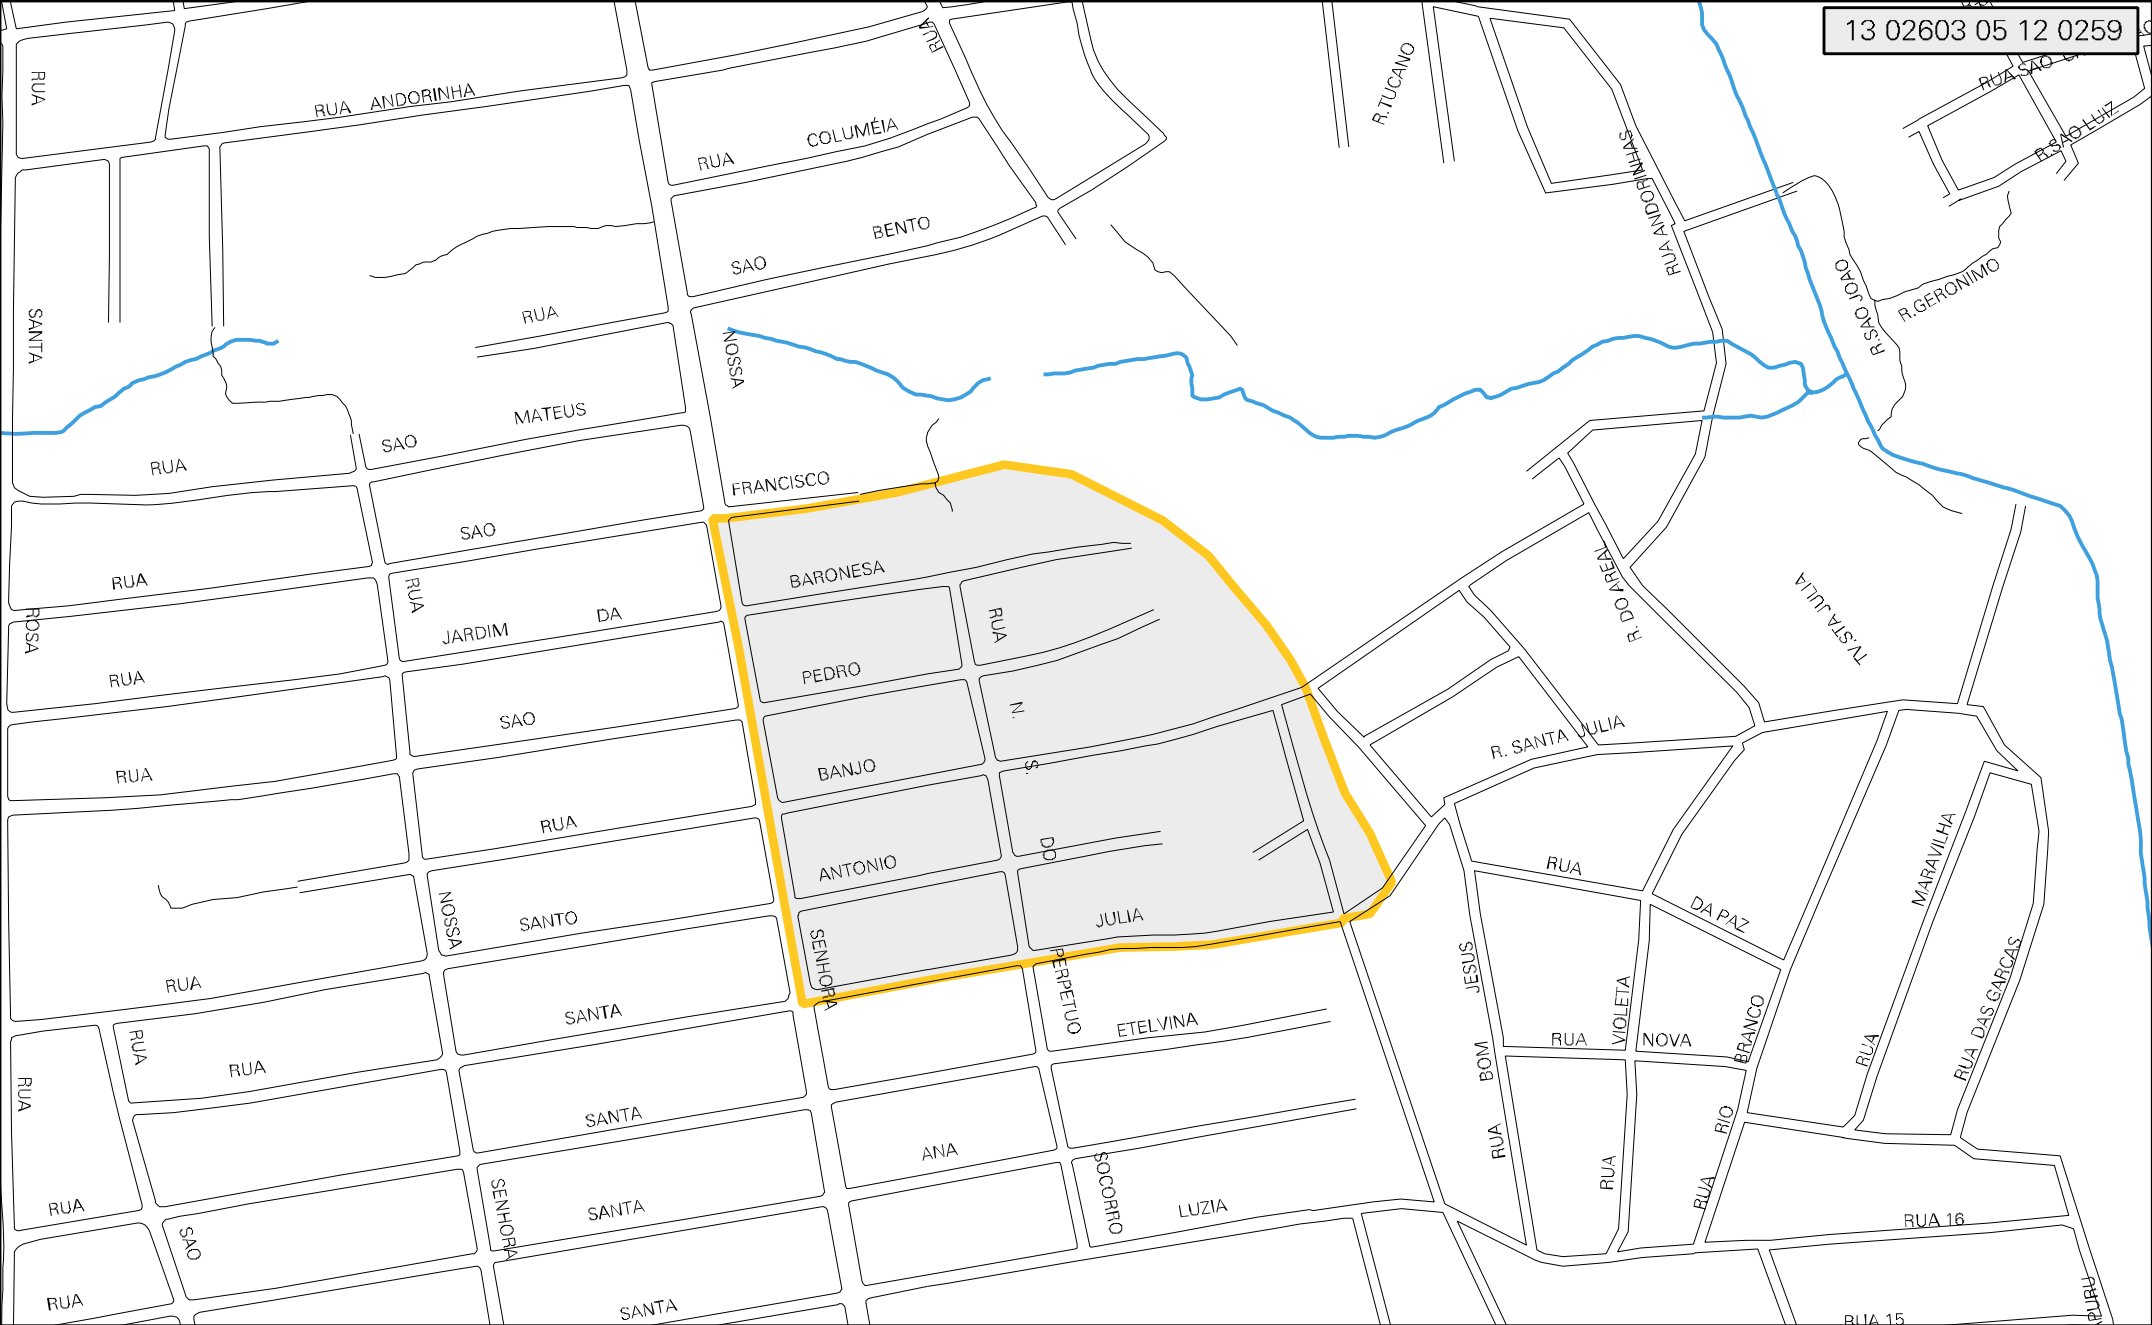 13 02603 05 12 0259
RUA
RUA ANDORINHA
RUA
RUA COLUMÉIA
R.TUCANO
RUA SAO
R.SAO LUIZ
RUA ANDORINHAS
SAO BENTO
RUA
SANTA
NOSSA
R.SAO JOAO
R.GERONIMO
SAO MATEUS
RUA
FRANCISCO
SAO
RUA
BARONESA
RUA
R. DO AREAL
TV.STA.JULIA
ROSA
JARDIM DA
RUA
PEDRO
RUA
SAO
N.
S.
R. SANTA JULIA
RUA
BANJO
RUA
ANTONIO
DO
RUA
DA PAZ
MARAVILHA
NOSSA
SANTO
JULIA
SENHORA
PERPETUO
JESUS
RUA
SANTA
ETELVINA
VIOLETA
RUA NOVA
BRANCO
RUA DAS GARCAS
RUA
RUA
RUA
RUA
BOM
SANTA
ANA
RIO
RUA
SOCORRO
RUA
RUA
RUA
SENHORA
SANTA
LUZIA
RUA 16
SAO
RUA
SANTA
RUA 15